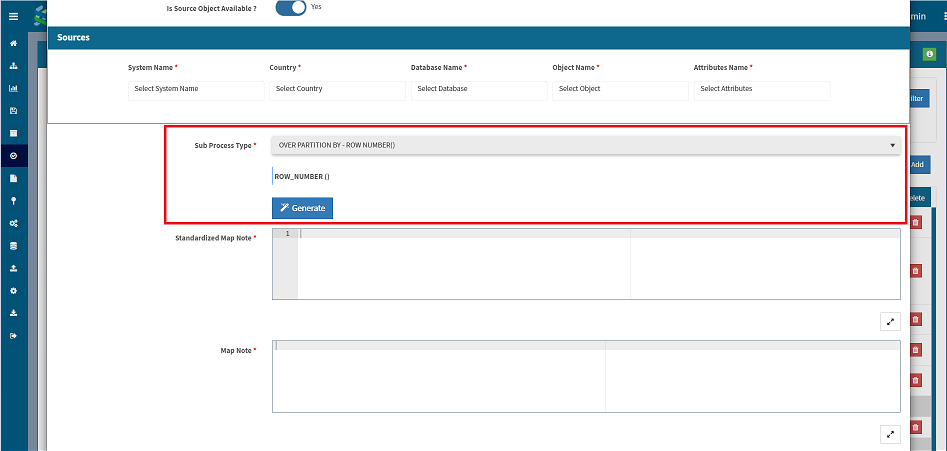 Is Source Object Available ? Yes
min
Sources
System Name * Country * Database Name * Object Name * Attributes Name *
Select System Name Select Country Select Database Select Object Select Attributes
ilter
Sub Process Type * OVER PARTITION BY - ROW NUMBER()
Add
ROW_NUMBER ()
elete
Generate
Standardized Map Note * 1
Map Note *